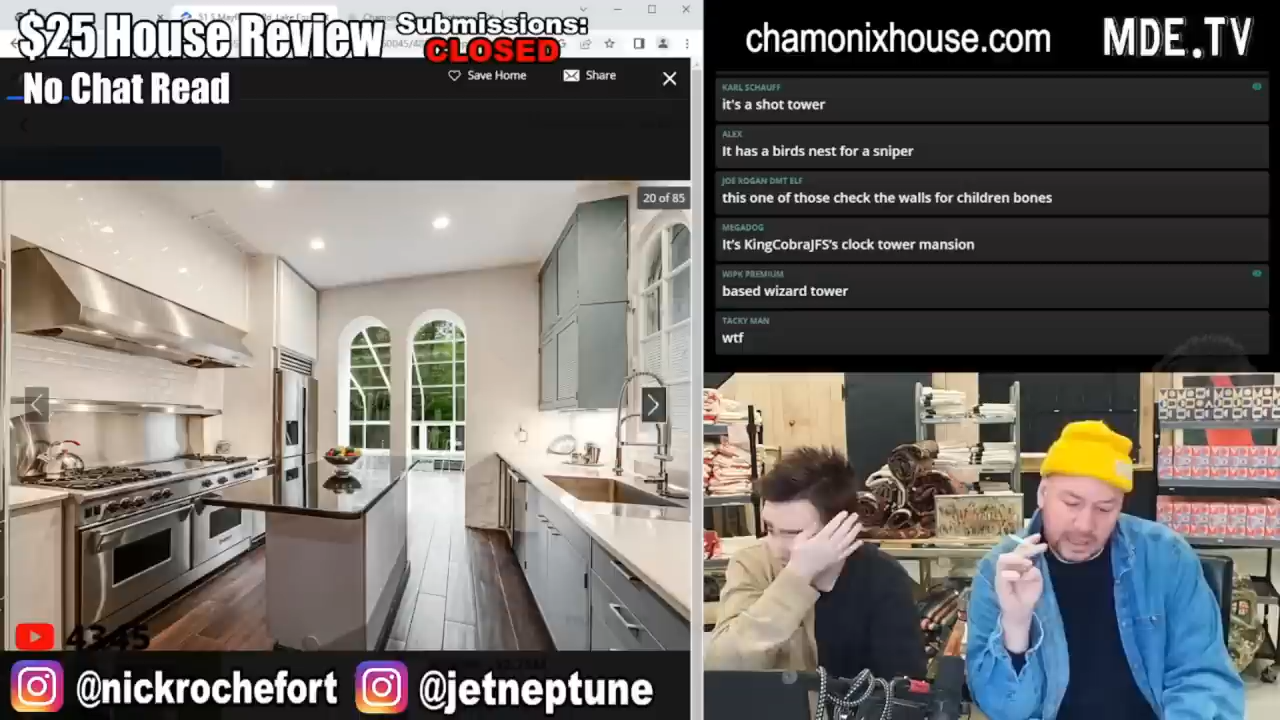 $25 House Review
Submissions:
CLOSED
No Chat Read
Save Home
Share
20 of 85
4345
@nickrochefort
@jetneptune
chamonixhouse.com
MDE.TV
KARL SCHAUFF
it's a shot tower
ALEX
It has a birds nest for a sniper
JOE ROGAN DMT ELF
this one of those check the walls for children bones
MEGADOG
It's KingCobraJFS's clock tower mansion
WIPK PREMIUM
based wizard tower
TACKY MAN
wtf